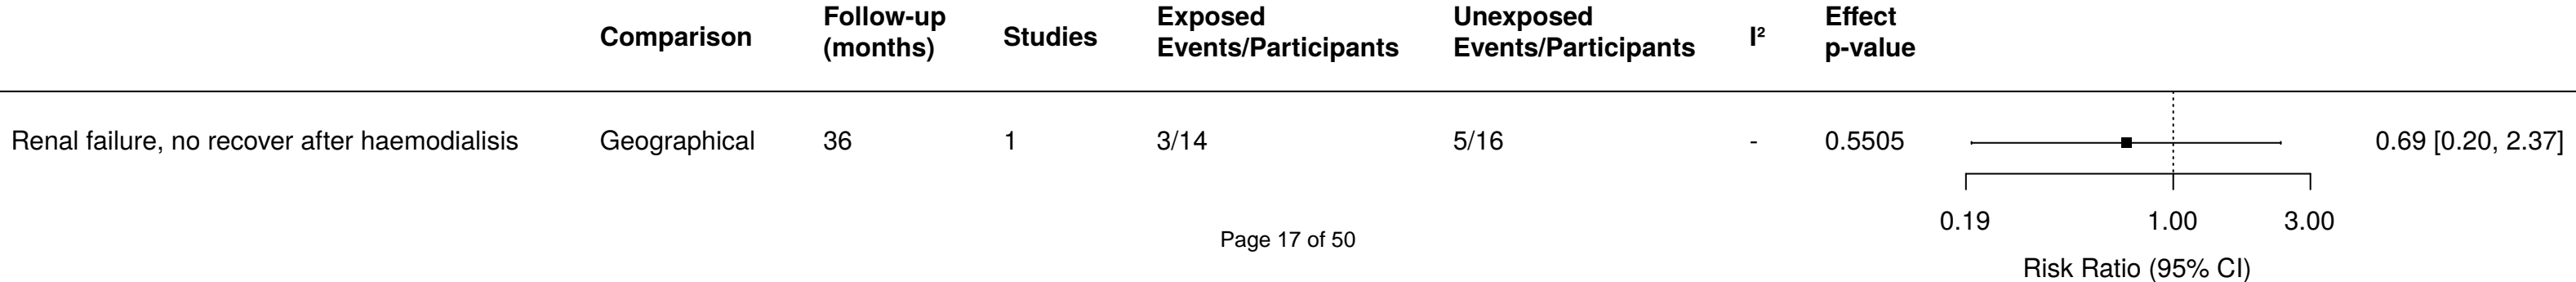 Comparison
Follow-up
(months)
Studies
Exposed
Events/Participants
Unexposed
Events/Participants
I²
Effect
p-value
Renal failure, no recover after haemodialisis
Geographical
36
1
3/14
5/16
-
0.5505
0.69 [0.20, 2.37]
0.19
1.00
3.00
Risk Ratio (95% CI)
Page 17 of 50